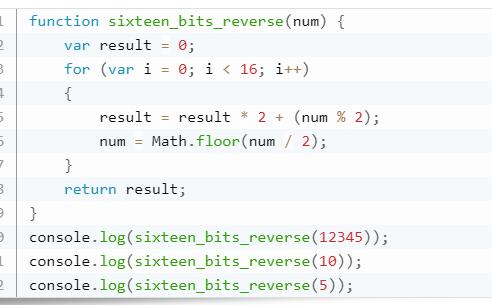 1 function sixteen_bits_reverse(num) {
2 var result = 0;
3 for (var i = 0; i < 16; i++)
4 {
5 result = result * 2 + (num % 2);
6 num = Math.floor(num / 2);
7 }
8 return result;
9 }
0 console.log(sixteen_bits_reverse(12345));
1 console.log(sixteen_bits_reverse(10));
2 console.log(sixteen_bits_reverse(5));